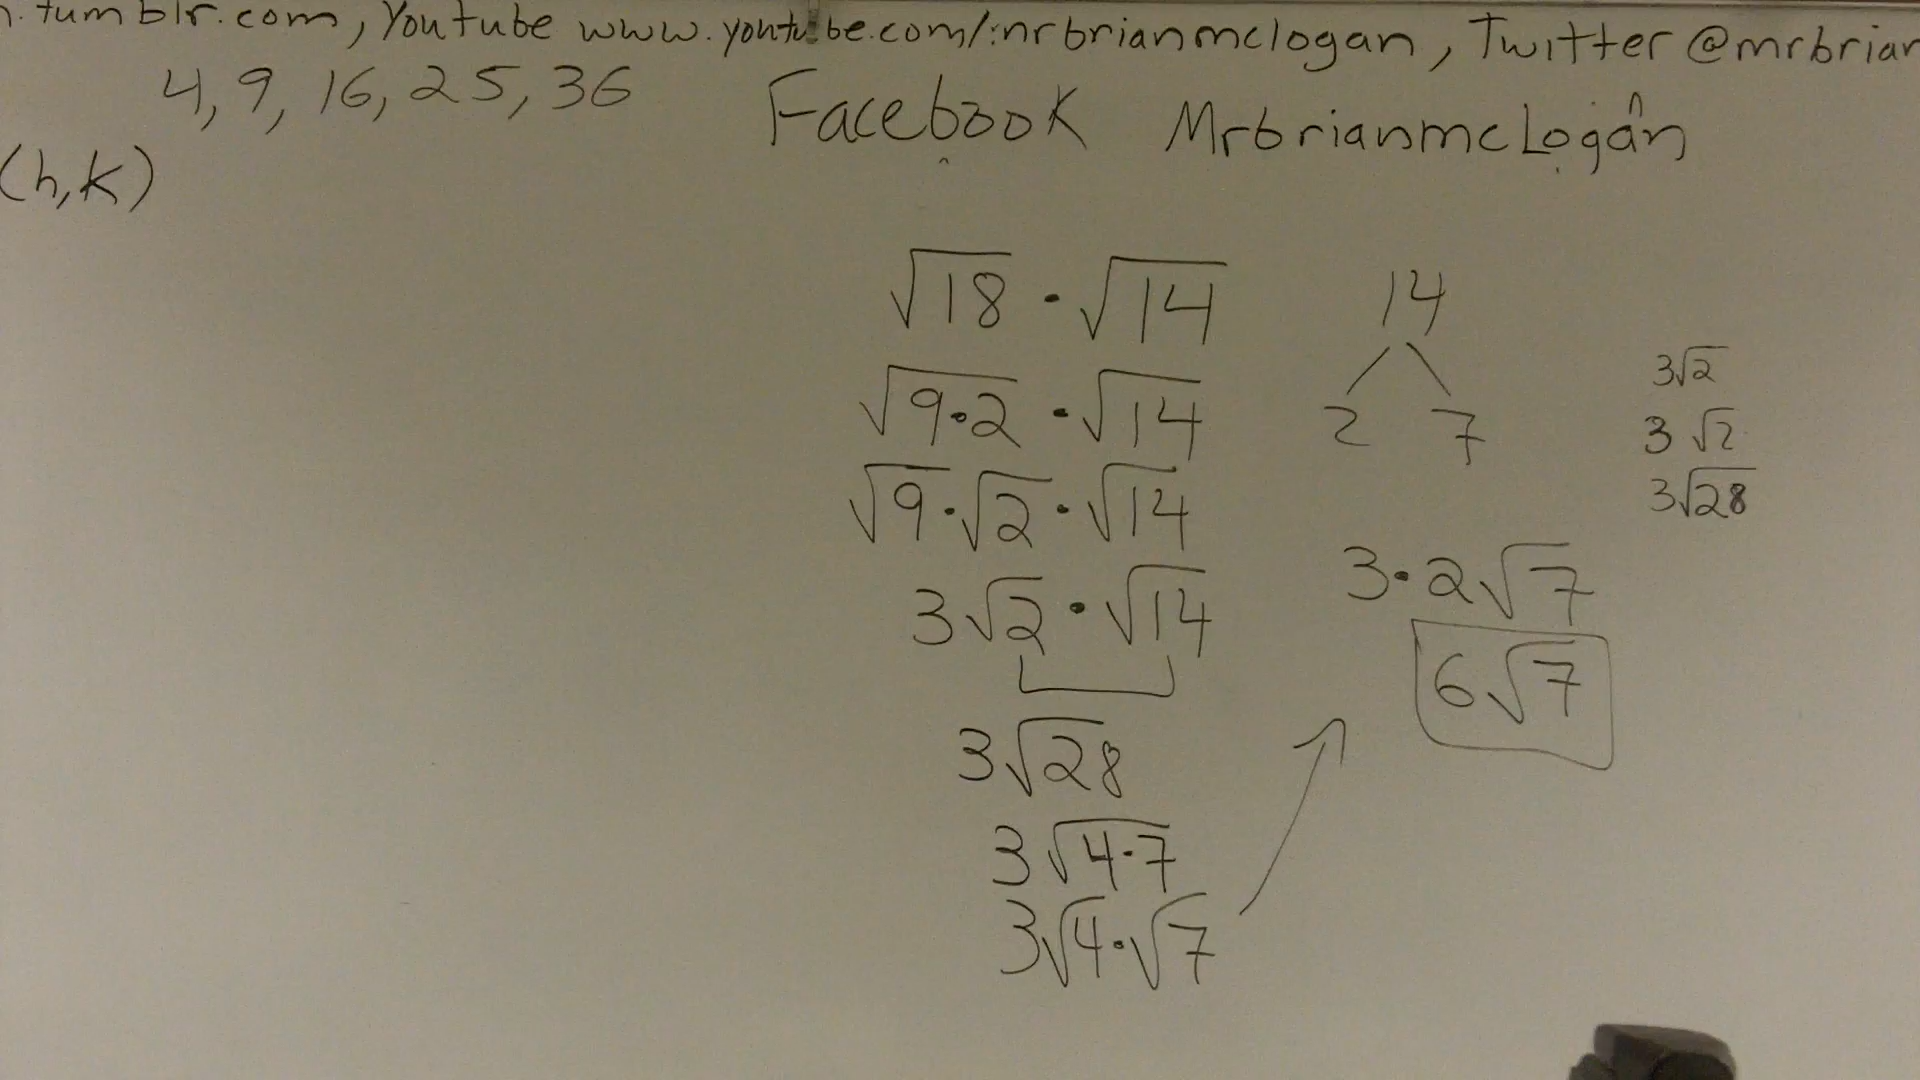 .tumblr.com, YouTube www.youtube.com/mrbrianmclogan, Twitter @mrbrian
4, 9, 16, 25, 36
Facebook MrbrianmcLogan
(h,k)
√18 · √14
14
√9·2 · √14
2 7
√9 · √2 · √14
3√2 · √14
3√28
3√4·7
3√4 · √7
3√2
3 √2
3√28
3·2√7
6√7